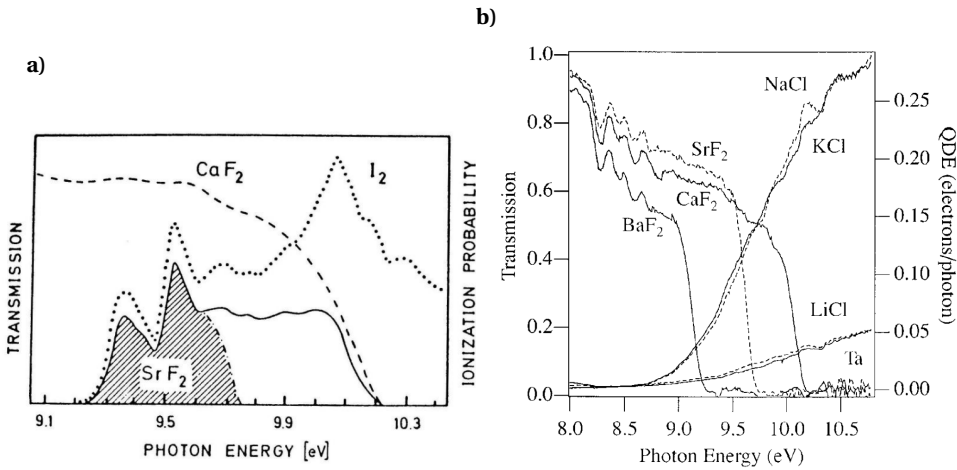 a)
TRANSMISSION
CaF₂
I₂
SrF₂
IONIZATION PROBABILITY
9.1 9.5 9.9 10.3
PHOTON ENERGY [eV]
b)
1.0
0.8
0.6
0.4
0.2
0.0
Transmission
NaCl
KCl
SrF₂
CaF₂
BaF₂
LiCl
Ta
0.25
0.20
0.15
0.10
0.05
0.00
QDE (electrons/photon)
8.0 8.5 9.0 9.5 10.0 10.5
Photon Energy (eV)